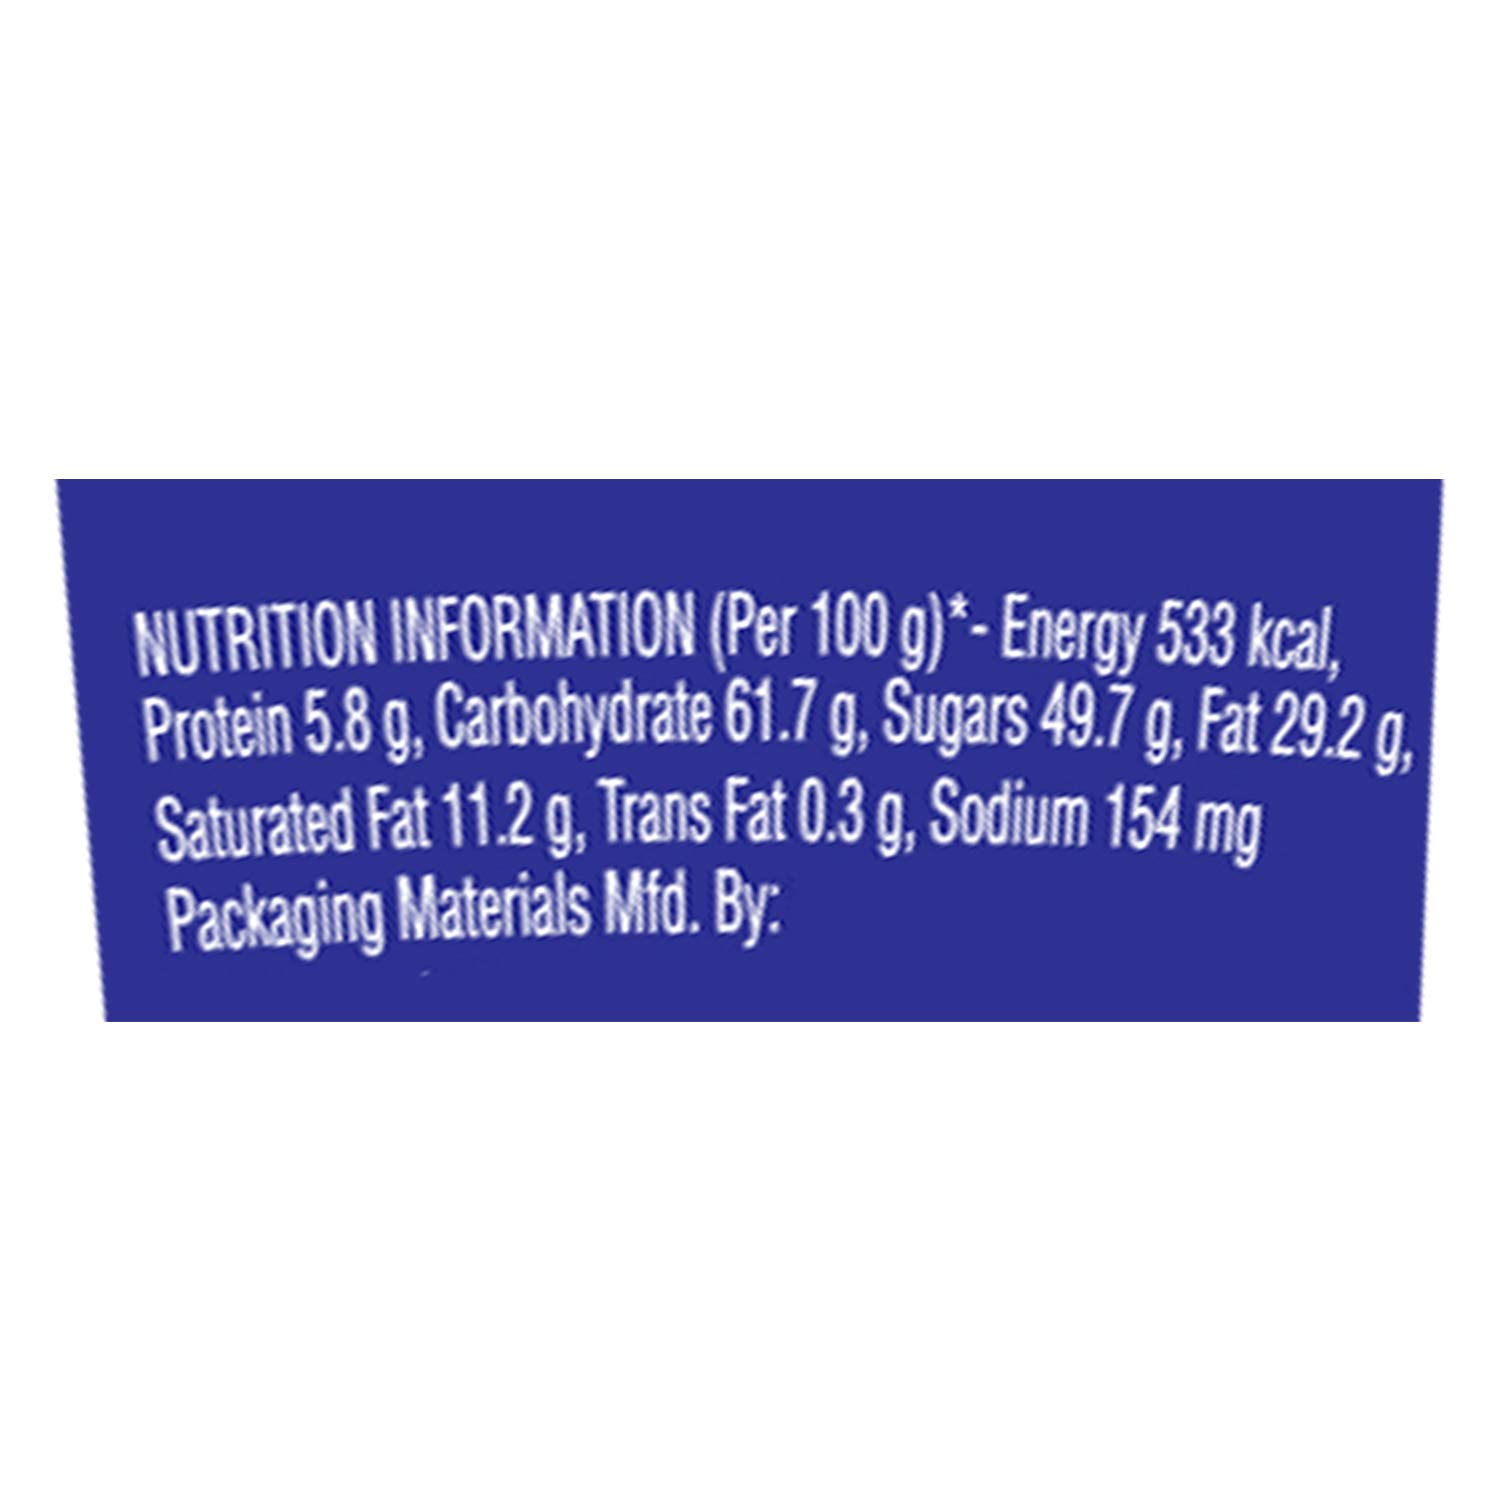 NUTRITION INFORMATION (Per 100 g)*- Energy 533 kcal,
Protein 5.8 g, Carbohydrate 61.7 g, Sugars 49.7 g, Fat 29.2 g,
Saturated Fat 11.2 g, Trans Fat 0.3 g, Sodium 154 mg
Packaging Materials Mfd. By: